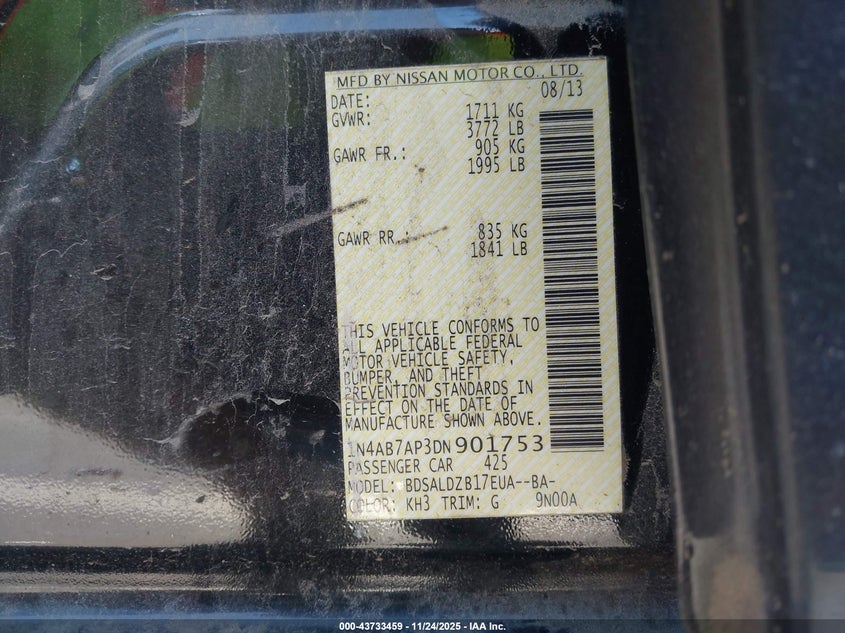 MFD BY NISSAN MOTOR CO., LTD.
DATE: 08/13
GVWR: 1711 KG
3772 LB
GAWR FR.: 905 KG
1995 LB
GAWR RR.: 835 KG
1841 LB
THIS VEHICLE CONFORMS TO
ALL APPLICABLE FEDERAL
MOTOR VEHICLE SAFETY,
BUMPER, AND THEFT
PREVENTION STANDARDS IN
EFFECT ON THE DATE OF
MANUFACTURE SHOWN ABOVE.
1N4AB7AP3DN901753
PASSENGER CAR 425
MODEL: BDSALDZB17EUA--BA-
COLOR: KH3 TRIM: G 9N00A
000-43733459 - 11/24/2025 - IAA Inc.